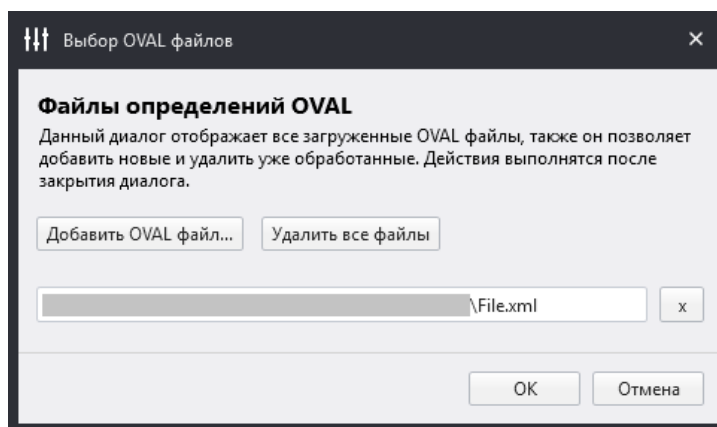 Выбор OVAL файлов
Файлы определений OVAL
Данный диалог отображает все загруженные OVAL файлы, также он позволяет
добавить новые и удалить уже обработанные. Действия выполнятся после
закрытия диалога.
Добавить OVAL файл... Удалить все файлы
\File.xml x
ОК Отмена